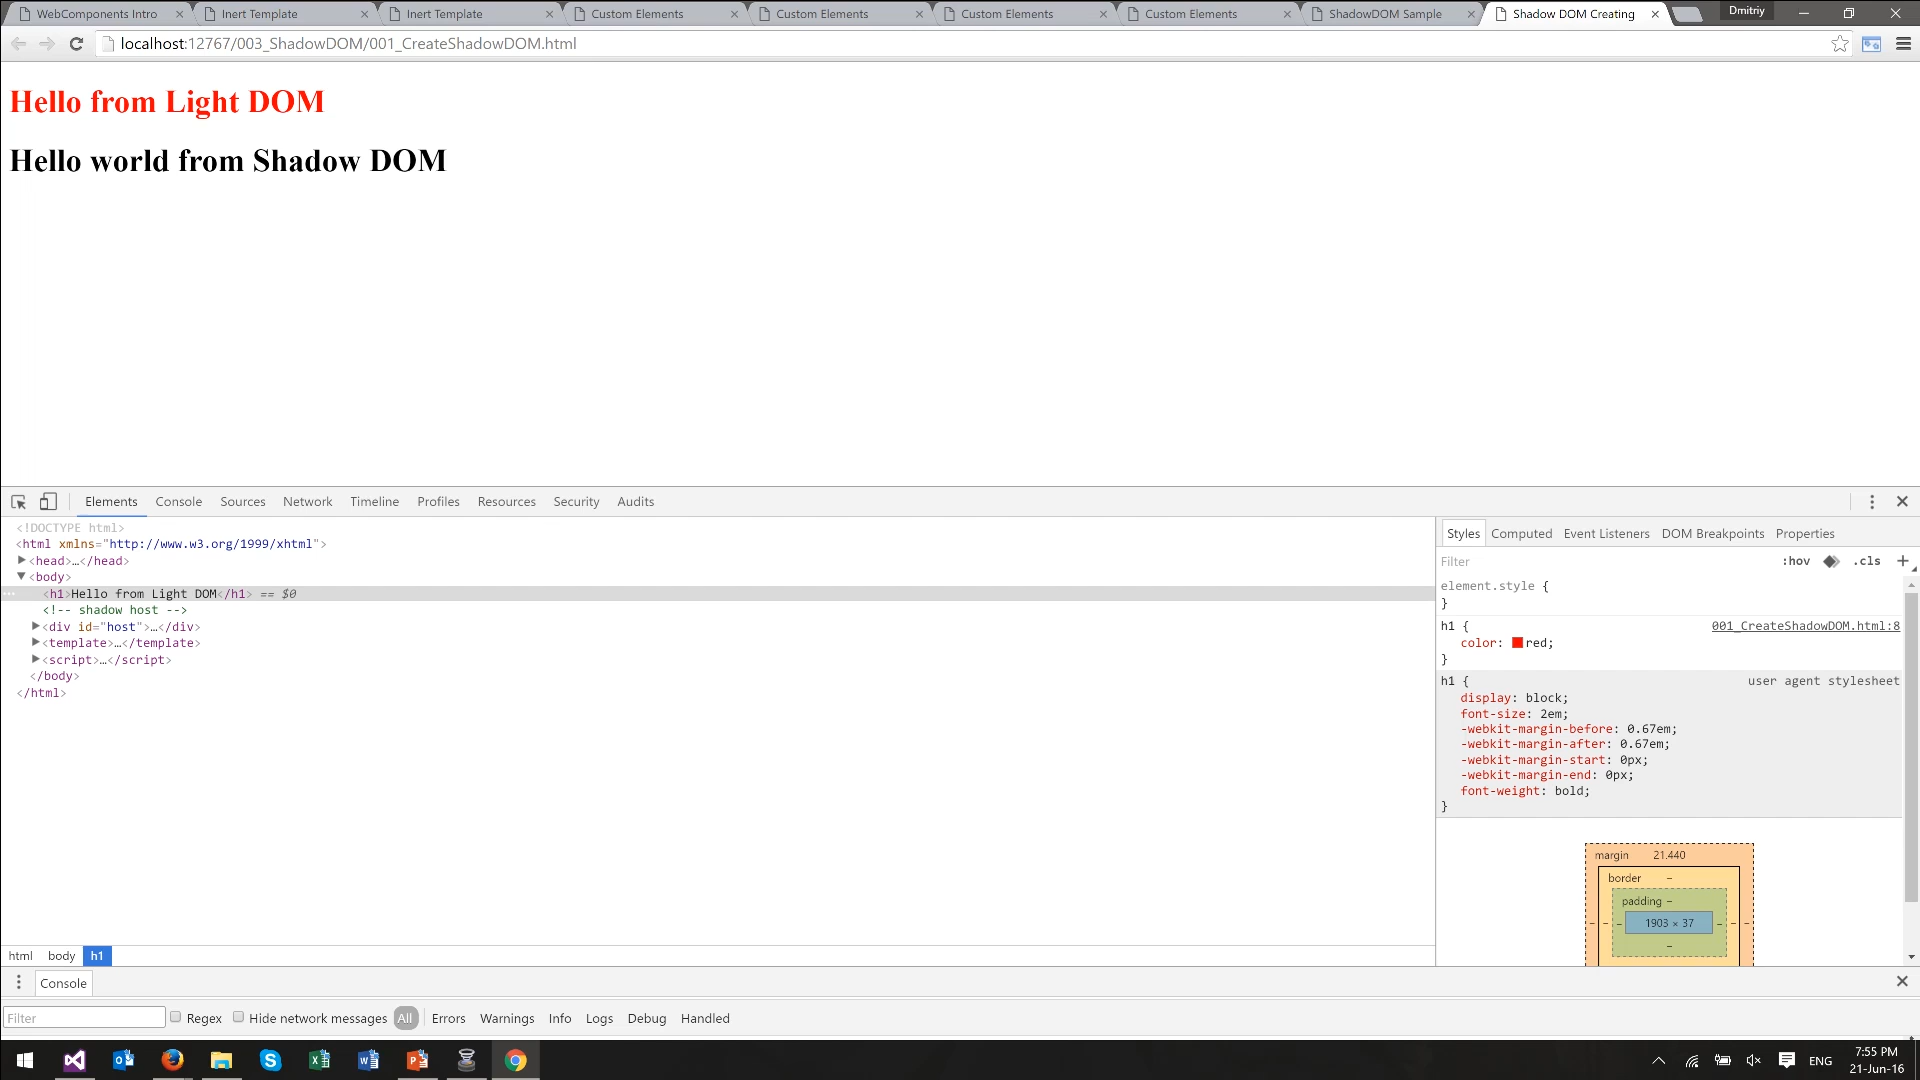 WebComponents Intro
Inert Template
Inert Template
Custom Elements
Custom Elements
Custom Elements
Custom Elements
ShadowDOM Sample
Shadow DOM Creating
Dmitriy
localhost:12767/003_ShadowDOM/001_CreateShadowDOM.html
Hello from Light DOM
Hello world from Shadow DOM
Elements Console Sources Network Timeline Profiles Resources Security Audits
<!DOCTYPE html>
<html xmlns="http://www.w3.org/1999/xhtml">
<head>…</head>
<body>
<h1>Hello from Light DOM</h1> == $0
<!-- shadow host -->
<div id="host">…</div>
<template>…</template>
<script>…</script>
</body>
</html>
Styles Computed Event Listeners DOM Breakpoints Properties
Filter :hov .cls +
element.style {
}
h1 { 001_CreateShadowDOM.html:8
color: red;
}
h1 { user agent stylesheet
display: block;
font-size: 2em;
-webkit-margin-before: 0.67em;
-webkit-margin-after: 0.67em;
-webkit-margin-start: 0px;
-webkit-margin-end: 0px;
font-weight: bold;
}
margin 21.440
border –
padding –
– – – 1903 × 37 – – –
–
html body h1
Console
Filter Regex Hide network messages All Errors Warnings Info Logs Debug Handled
ENG
7:55 PM
21-Jun-16